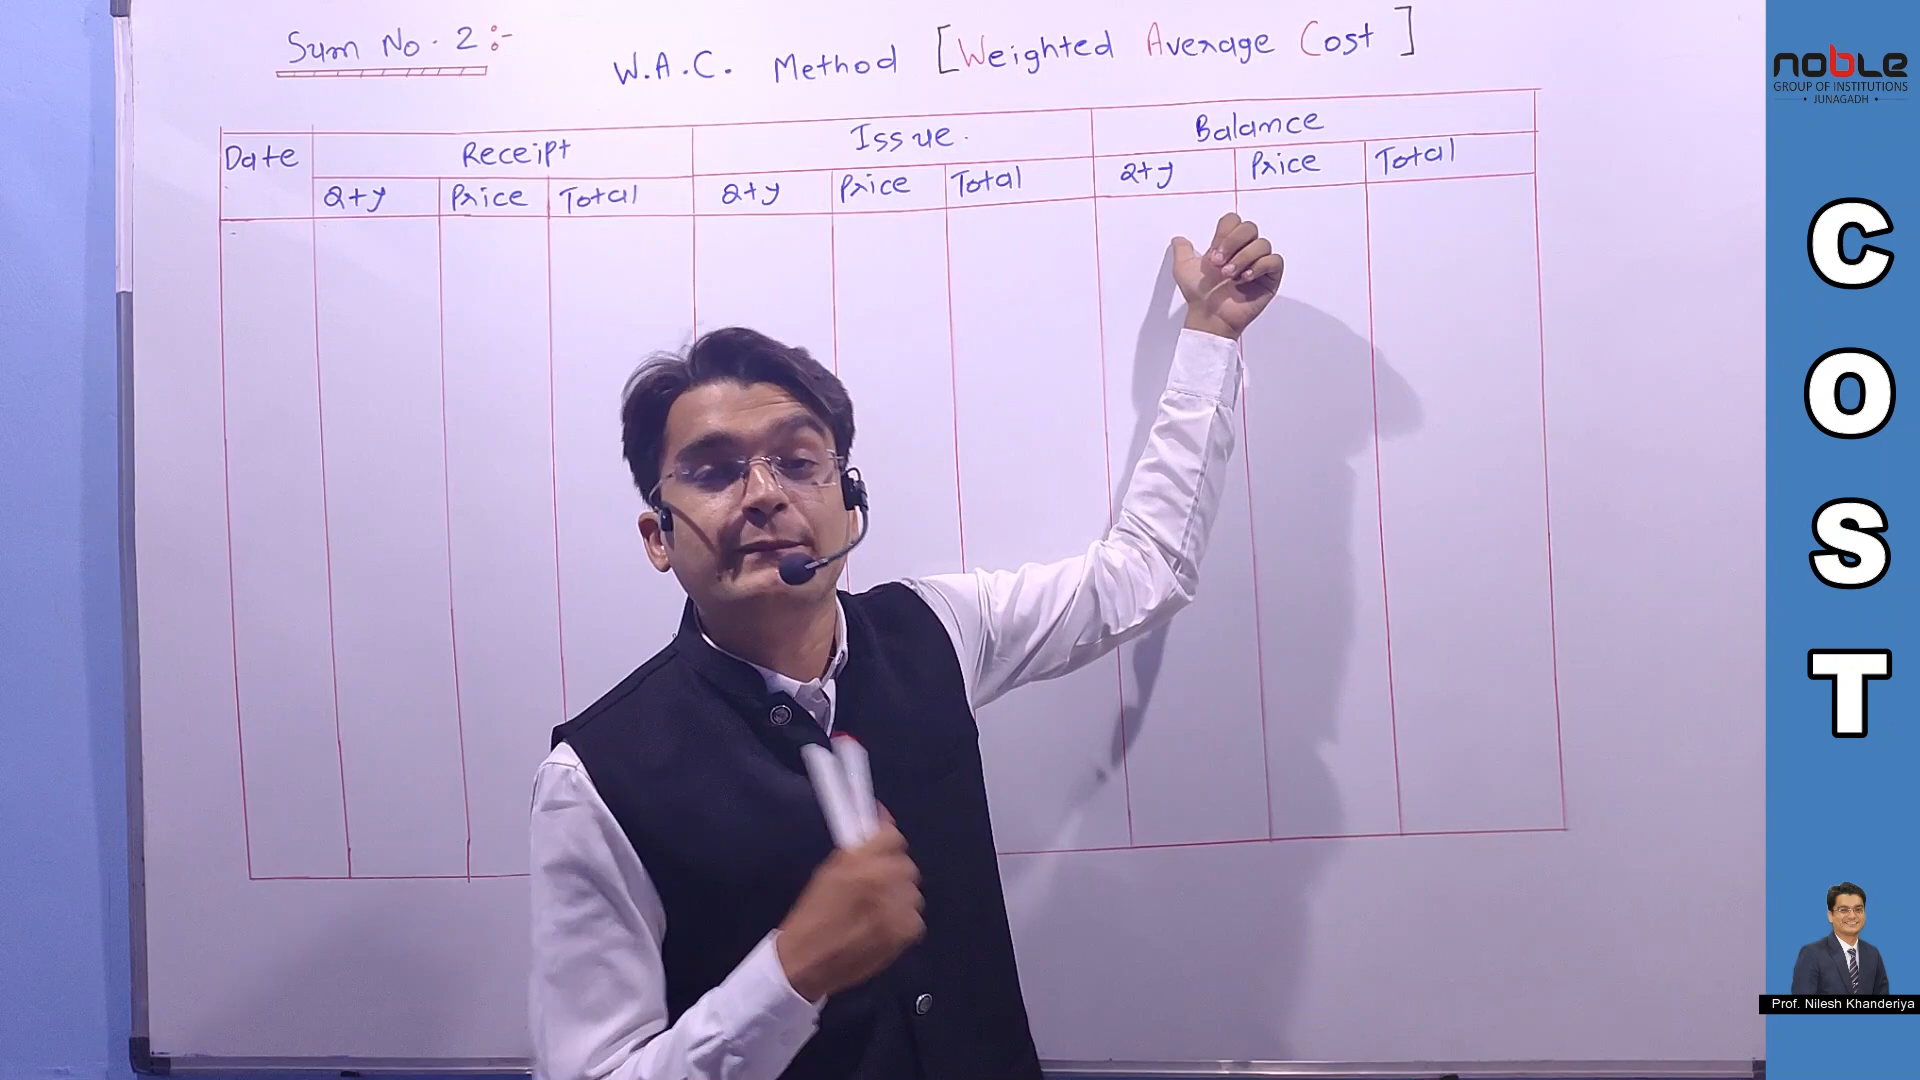 Sum No. 2 :-
W.A.C. Method [Weighted Average Cost]
Date Receipt Issue. Balance
Qty Price Total Qty Price Total Qty Price Total
noble
GROUP OF INSTITUTIONS
• JUNAGADH •
C
O
S
T
Prof. Nilesh Khanderiya